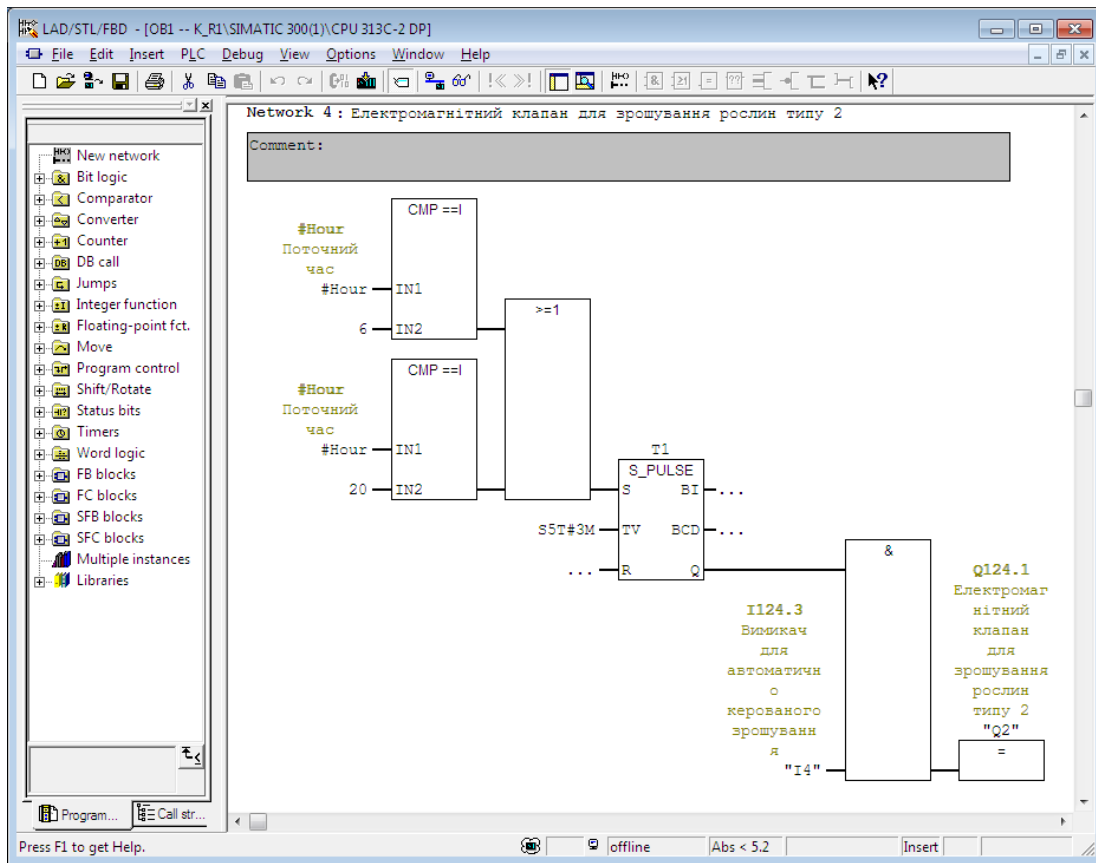 LAD/STL/FBD - [OB1 -- K_R1\SIMATIC 300(1)\CPU 313C-2 DP]
File Edit Insert PLC Debug View Options Window Help
New network
Bit logic
Comparator
Converter
Counter
DB call
Jumps
Integer function
Floating-point fct.
Move
Program control
Shift/Rotate
Status bits
Timers
Word logic
FB blocks
FC blocks
SFB blocks
SFC blocks
Multiple instances
Libraries
Program... Call str...
Network 4 : Електромагнітний клапан для зрошування рослин типу 2
Comment:
CMP ==I
#Hour
Поточний
час
#Hour IN1
6 IN2
>=1
CMP ==I
#Hour
Поточний
час
#Hour IN1
20 IN2
T1
S_PULSE
S BI ...
S5T#3M TV BCD ...
... R Q
&
I124.3
Вимикач
для
автоматичн
о
керованого
зрошуванн
я
"I4"
Q124.1
Електромаг
нітний
клапан
для
зрошування
рослин
типу 2
"Q2"
=
Press F1 to get Help. offline Abs < 5.2 Insert